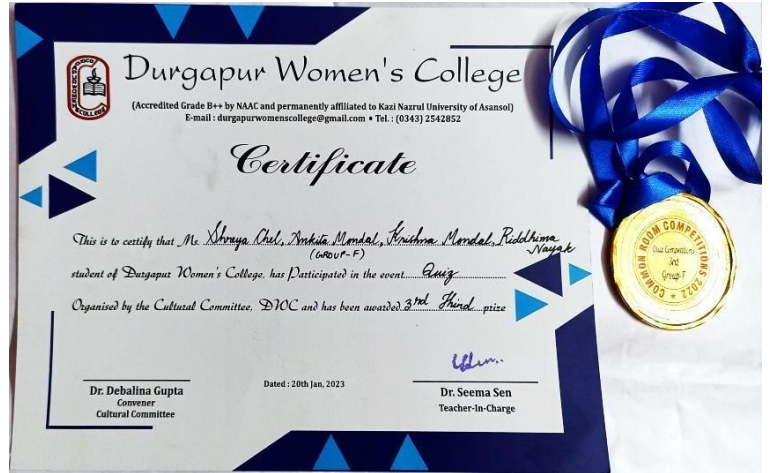 Durgapur Women's College
(Accredited Grade B++ by NAAC and permanently affiliated to Kazi Nazrul University of Asansol)
E-mail : durgapurwomenscollege@gmail.com • Tel. : (0343) 2542852
Certificate
This is to certify that Ms. Shreya Chel, Ankita Mondal, Krishna Mondal, Riddhima Nayak
(GROUP-F)
student of Durgapur Women's College, has Participated in the event Quiz
Organised by the Cultural Committee, DWC and has been awarded 3rd Third prize
Dr. Debalina Gupta
Convener
Cultural Committee
Dated : 20th Jan, 2023
Dr. Seema Sen
Teacher-In-Charge
COMMON ROOM COMPETITIONS 2022
Quiz Competitions
3rd
Group-F